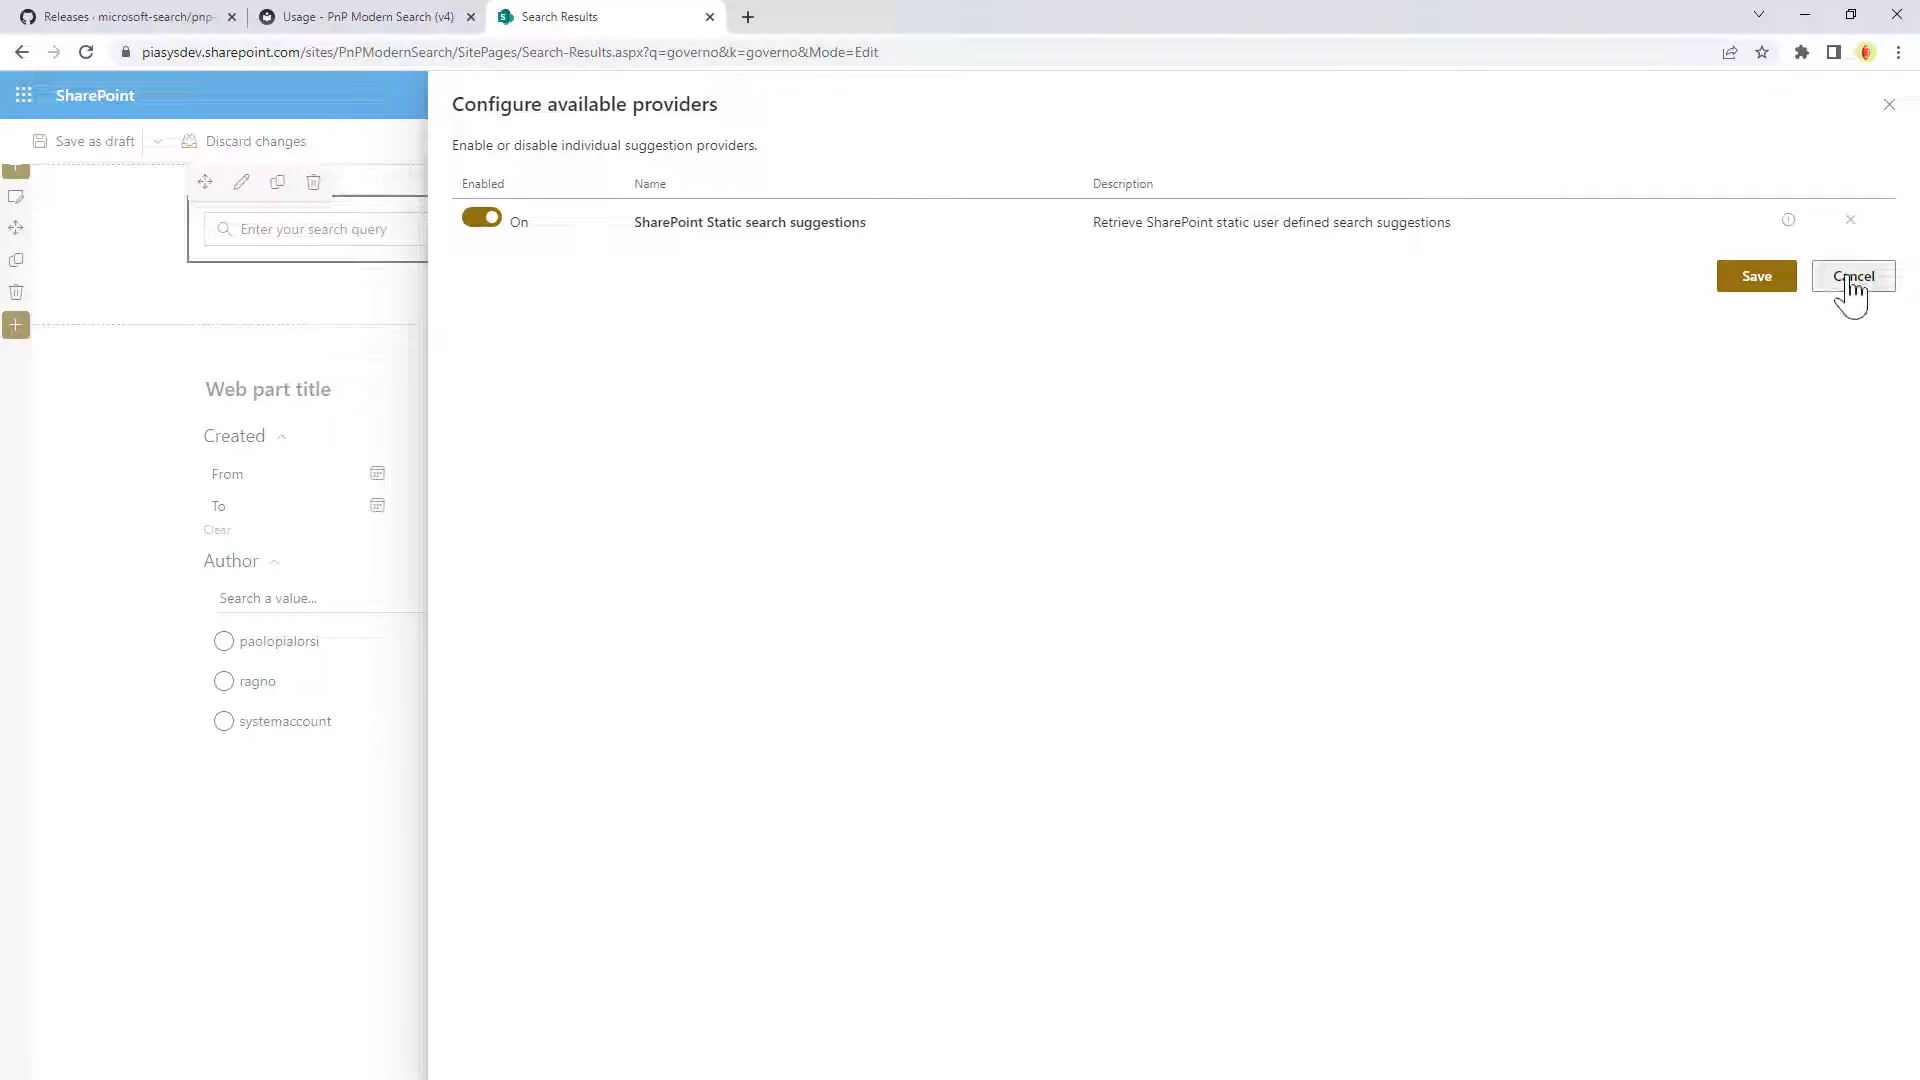 Releases · microsoft-search/pnp-
Usage - PnP Modern Search (v4)
Search Results
piasysdev.sharepoint.com/sites/PnPModernSearch/SitePages/Search-Results.aspx?q=governo&k=governo&Mode=Edit
SharePoint
Save as draft
Discard changes
Enter your search query
Web part title
Created
From
To
Clear
Author
Search a value...
paolopialorsi
ragno
systemaccount
Configure available providers
Enable or disable individual suggestion providers.
Enabled Name Description
On SharePoint Static search suggestions Retrieve SharePoint static user defined search suggestions
Save Cancel